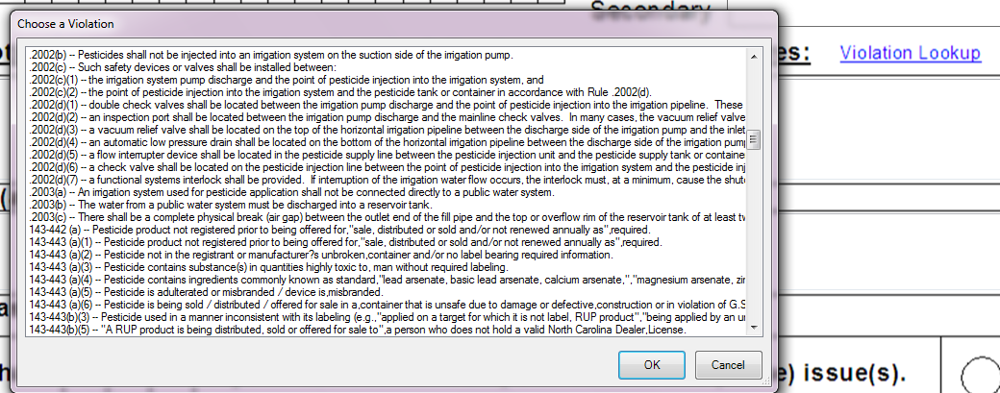 Secondary
Choose a Violation
es:
Violation Lookup
.2002(b) -- Pesticides shall not be injected into an irrigation system on the suction side of the irrigation pump.
.2002(c) -- Such safety devices or valves shall be installed between:
.2002(c)(1) -- the irrigation system pump discharge and the point of pesticide injection into the irrigation system, and
.2002(c)(2) -- the point of pesticide injection into the irrigation system and the pesticide tank or container in accordance with Rule .2002(d).
.2002(d)(1) -- double check valves shall be located between the irrigation pump discharge and the point of pesticide injection into the irrigation pipeline.  These
.2002(d)(2) -- an inspection port shall be located between the irrigation pump discharge and the mainline check valves.  In many cases, the vacuum relief valve
.2002(d)(3) -- a vacuum relief valve shall be located on the top of the horizontal irrigation pipeline between the discharge side of the irrigation pump and the inlet
.2002(d)(4) -- an automatic low pressure drain shall be located on the bottom of the horizontal irrigation pipeline between the discharge side of the irrigation pum
.2002(d)(5) -- a flow interrupter device shall be located in the pesticide supply line between the pesticide injection unit and the pesticide supply tank or containe
.2002(d)(6) -- a check valve shall be located on the pesticide injection line between the point of pesticide injection into the irrigation system and the pesticide inj
.2002(d)(7) -- a functional systems interlock shall be provided.  If interruption of the irrigation water flow occurs, the interlock must, at a minimum, cause the shut
.2003(a) -- An irrigation system used for pesticide application shall not be connected directly to a public water system.
.2003(b) -- The water from a public water system must be discharged into a reservoir tank.
.2003(c) -- There shall be a complete physical break (air gap) between the outlet end of the fill pipe and the top or overflow rim of the reservoir tank of at least tw
143-442 (a) -- Pesticide product not registered prior to being offered for,"sale, distributed or sold and/or not renewed annually as",required.
143-443 (a)(1) -- Pesticide product not registered prior to being offered for,"sale, distributed or sold and/or not renewed annually as",required.
143-443 (a)(2) -- Pesticide not in the registrant or manufacturer?s unbroken,container and/or no label bearing required information.
143-443 (a)(3) -- Pesticide contains substance(s) in quantities highly toxic to, man without required labeling.
143-443 (a)(4) -- Pesticide contains ingredients commonly known as standard,"lead arsenate, basic lead arsenate, calcium arsenate,","magnesium arsenate, zin
143-443 (a)(5) -- Pesticide is adulterated or misbranded / device is,misbranded.
143-443 (a)(6) -- Pesticide is being sold / distributed / offered for sale in a,container that is unsafe due to damage or defective,construction or in violation of G.S
143-443(b)(3) -- Pesticide used in a manner inconsistent with its labeling (e.g.,"applied on a target for which it is not label, RUP product","being applied by an u
143-443(b)(5) -- "A RUP product is being distributed, sold or offered for sale to",a person who does not hold a valid North Carolina Dealer,License.
OK
Cancel
e) issue(s).